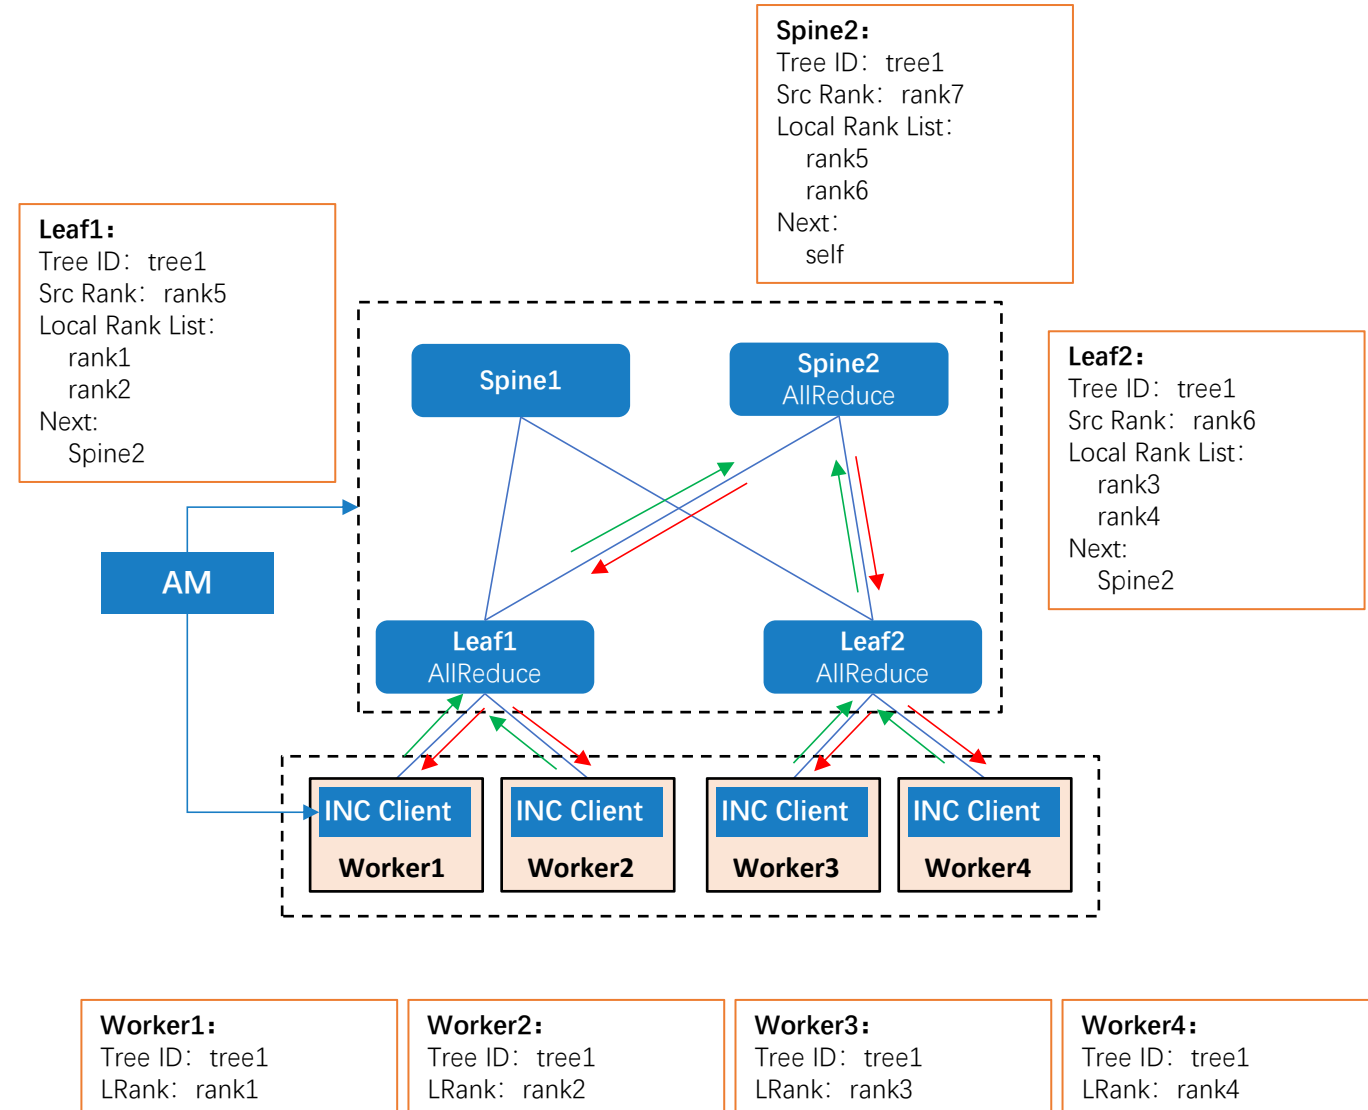 Spine2：
Tree ID： tree1
Src Rank： rank7
Local Rank List：
rank5
rank6
Next：
self
Leaf1：
Tree ID： tree1
Src Rank： rank5
Local Rank List：
rank1
rank2
Next:
Spine2
Leaf2：
Tree ID： tree1
Src Rank： rank6
Local Rank List：
rank3
rank4
Next:
Spine2
Spine1
Spine2
AllReduce
AM
Leaf1
AllReduce
Leaf2
AllReduce
INC Client
Worker1
INC Client
Worker2
INC Client
Worker3
INC Client
Worker4
Worker1：
Tree ID： tree1
LRank： rank1
Worker2：
Tree ID： tree1
LRank： rank2
Worker3：
Tree ID： tree1
LRank： rank3
Worker4：
Tree ID： tree1
LRank： rank4